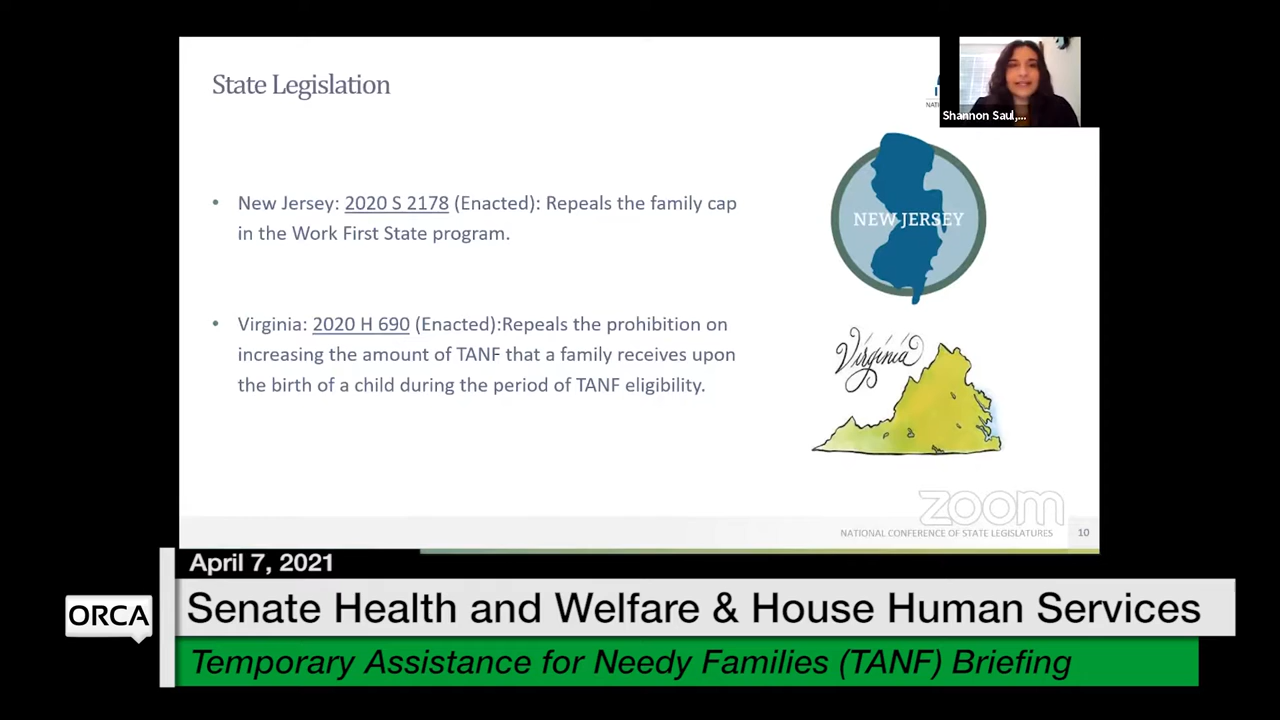 State Legislation
NAT
Shannon Saul,...
• New Jersey: 2020 S 2178 (Enacted): Repeals the family cap
in the Work First State program.
NEW JERSEY
• Virginia: 2020 H 690 (Enacted):Repeals the prohibition on
increasing the amount of TANF that a family receives upon
the birth of a child during the period of TANF eligibility.
Virginia
zoom
NATIONAL CONFERENCE OF STATE LEGISLATURES 10
April 7, 2021
ORCA
Senate Health and Welfare & House Human Services
Temporary Assistance for Needy Families (TANF) Briefing